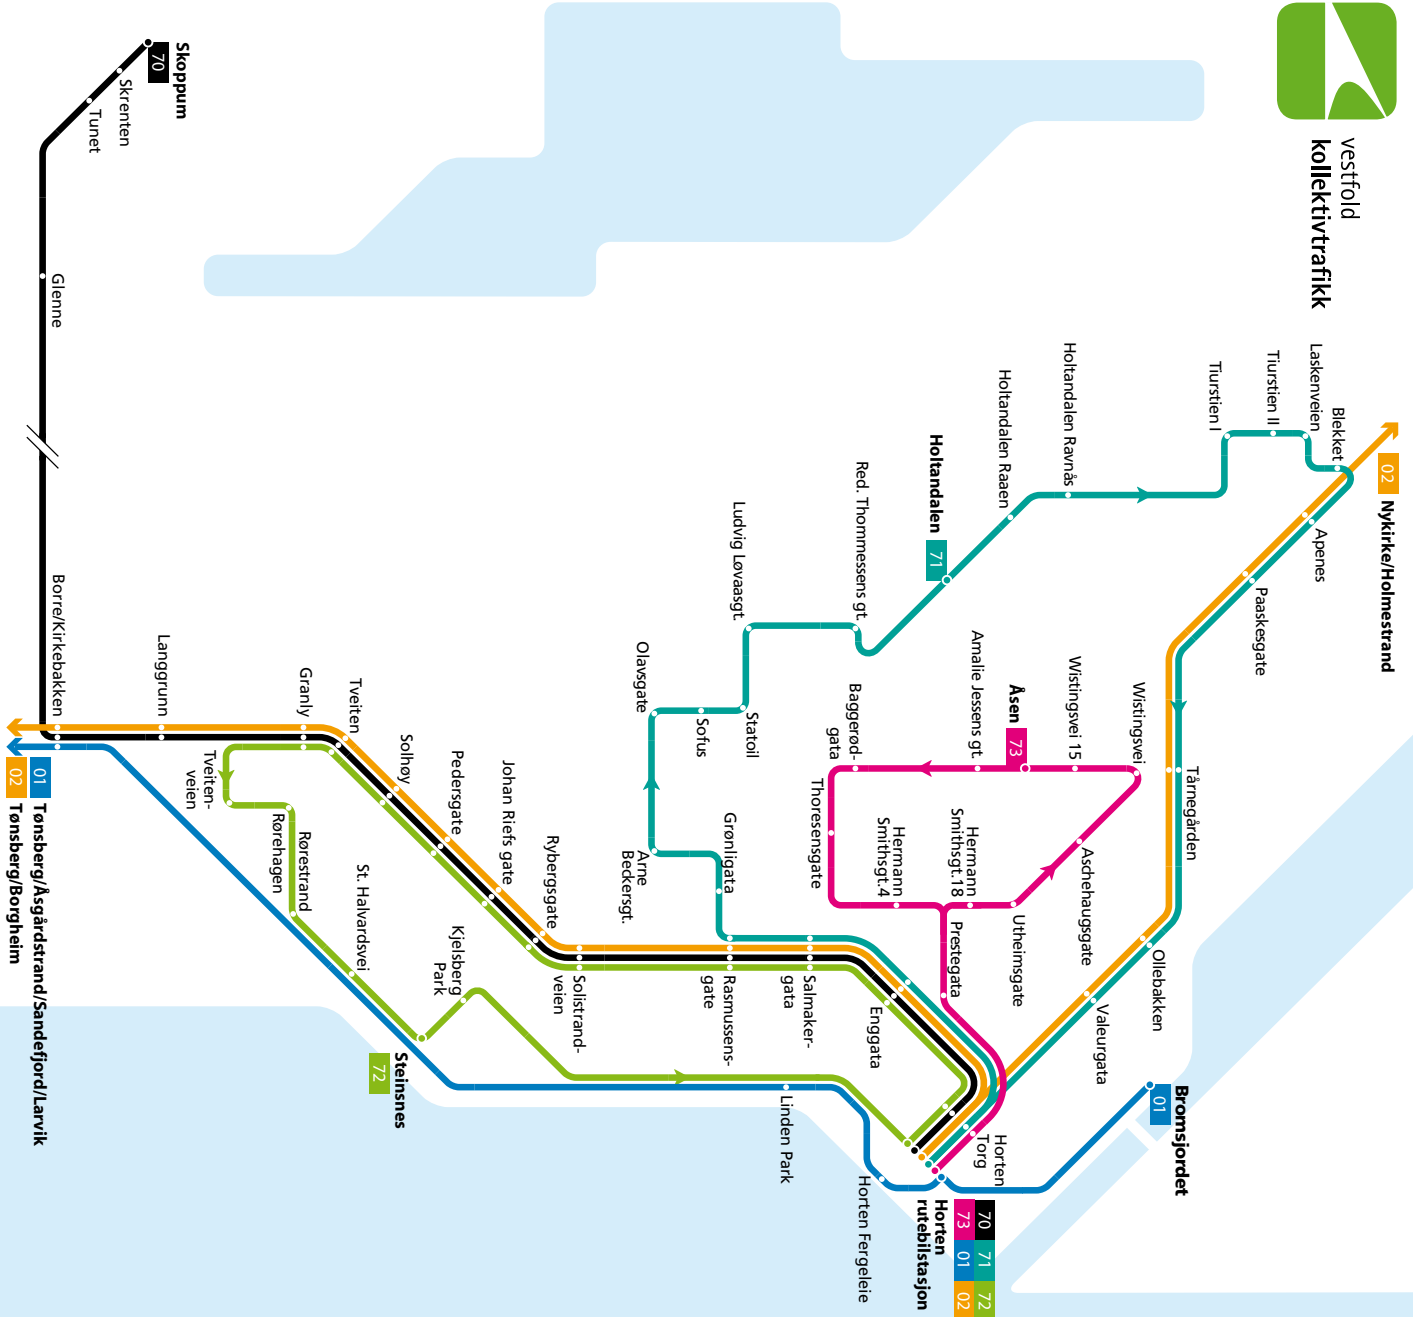 vestfold
kollektivtrafikk
02 Nykirke/Holmestrand
Blekket
Laskenveien
Tiurstien II
Tiurstien I
Apenes
Paaskesgate
Holtandalen Ravnås
Holtandalen Raaen
Holtandalen 71
Red. Thommessens gt.
Ludvig Løvaasgt.
Statoil
Sofus
Olavsgate
Arne
Beckersgt.
Grønligata
Tårnegården
Ollebakken
Valeurgata
Wistingsvei
Wistingsvei 15
Åsen 73
Amalie Jessens gt.
Baggerød-
gata
Thoresensgate
Hermann
Smithsgt.4
Hermann
Smithsgt.18
Aschehaugsgate
Utheimsgate
Prestegata
Bromsjordet
01
Horten
Torg
70 71 72
73 01 02
Horten
rutebilstasjon
Horten Fergeleie
Linden Park
Enggata
Salmaker-
gata
Rasmussens-
gate
Solistrand-
veien
Rybergsgate
Johan Riefs gate
Pedersgate
Solhøy
Tveiten
Granly
Langgrunn
Borre/Kirkebakken
Kjelsberg
Park
Steinsnes
72
St. Halvardsvei
Rørestrand
Rørehagen
Tveiten-
veien
Skoppum
70
Skrenten
Tunet
Glenne
01 Tønsberg/Åsgårdstrand/Sandefjord/Larvik
02 Tønsberg/Borgheim